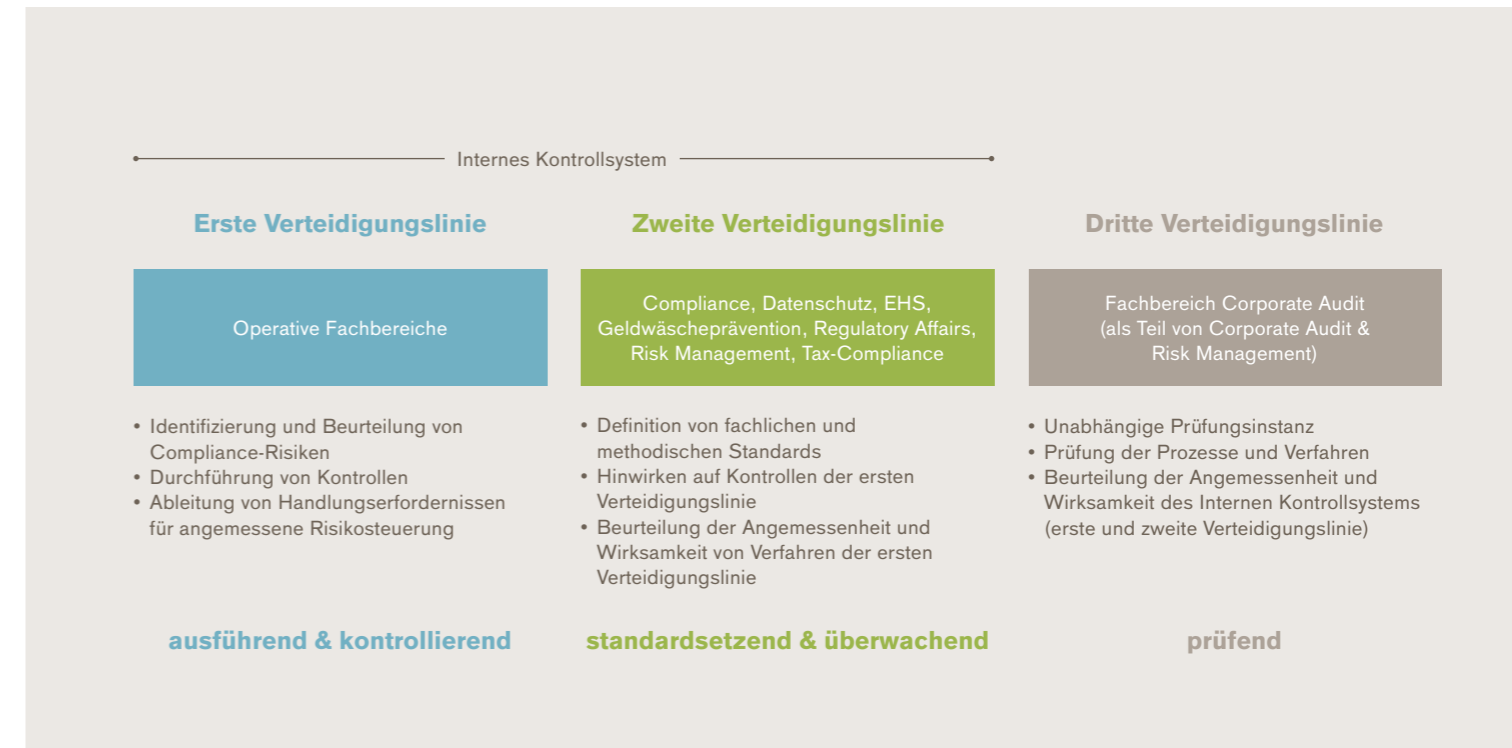 Internes Kontrollsystem
Erste Verteidigungslinie
Operative Fachbereiche
• Identifizierung und Beurteilung von
Compliance-Risiken
• Durchführung von Kontrollen
• Ableitung von Handlungserfordernissen
für angemessene Risikosteuerung
ausführend & kontrollierend
Zweite Verteidigungslinie
Compliance, Datenschutz, EHS,
Geldwäscheprävention, Regulatory Affairs,
Risk Management, Tax-Compliance
• Definition von fachlichen und
methodischen Standards
• Hinwirken auf Kontrollen der ersten
Verteidigungslinie
• Beurteilung der Angemessenheit und
Wirksamkeit von Verfahren der ersten
Verteidigungslinie
standardsetzend & überwachend
Dritte Verteidigungslinie
Fachbereich Corporate Audit
(als Teil von Corporate Audit &
Risk Management)
• Unabhängige Prüfungsinstanz
• Prüfung der Prozesse und Verfahren
• Beurteilung der Angemessenheit und
Wirksamkeit des Internen Kontrollsystems
(erste und zweite Verteidigungslinie)
prüfend